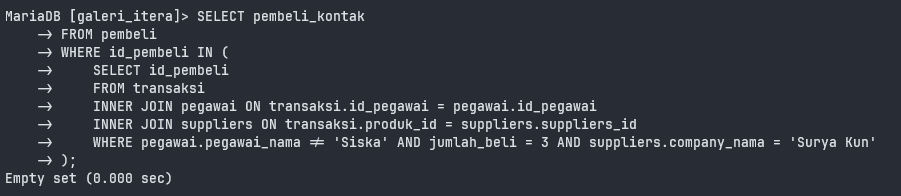 MariaDB [galeri_itera]> SELECT pembeli_kontak
    → FROM pembeli
    → WHERE id_pembeli IN (
    →     SELECT id_pembeli
    →     FROM transaksi
    →     INNER JOIN pegawai ON transaksi.id_pegawai = pegawai.id_pegawai
    →     INNER JOIN suppliers ON transaksi.produk_id = suppliers.suppliers_id
    →     WHERE pegawai.pegawai_nama ≠ 'Siska' AND jumlah_beli = 3 AND suppliers.company_nama = 'Surya Kun'
    → );
Empty set (0.000 sec)